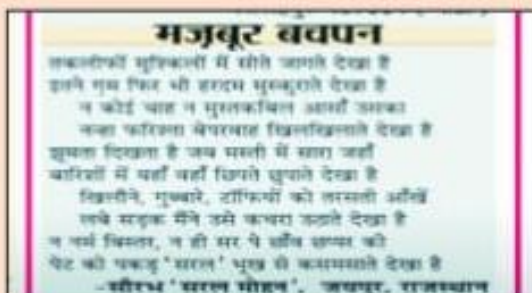 मजबूर बचपन
तकलीफों मुश्किलों में सोते जागते देखा है
इतने गम फिर भी हरदम मुस्कुराते देखा है
न कोई चाह न मुस्तकबिल आसाँ उसका
नन्हा फरिश्ता बेपरवाह खिलखिलाते देखा है
झूमता दिखता है जब मस्ती में सारा जहाँ
बारिशों में यहाँ वहाँ छिपते छुपाते देखा है
खिलौने, गुब्बारे, टॉफियों को तरसती आँखें
लंबे सड़क मैंने उसे कचरा उठाते देखा है
न नर्म बिस्तर, न ही सर पे छाँव छप्पर की
पेट को पकड़ 'सरल' भूख से कसमसाते देखा है
-सौरभ 'सरल मोहन', जयपुर, राजस्थान